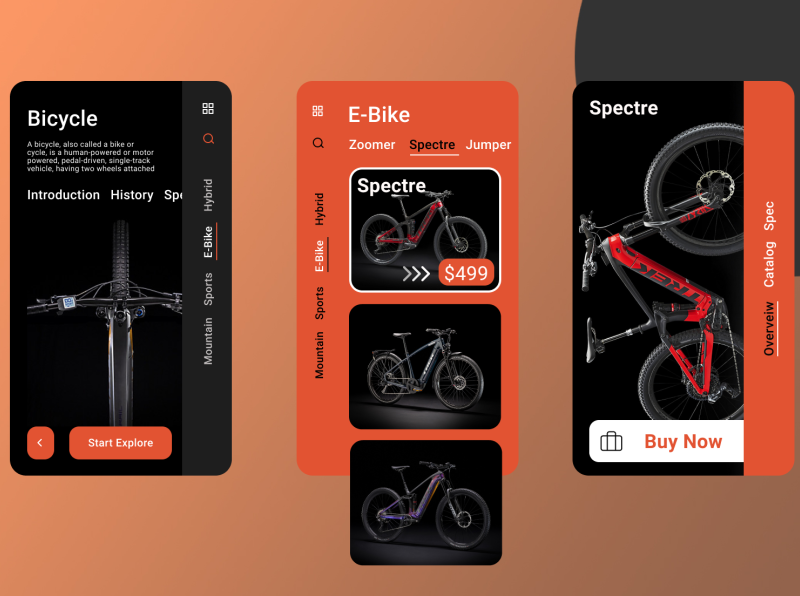 Bicycle
A bicycle, also called a bike or
cycle, is a human-powered or motor
powered, pedal-driven, single-track
vehicle, having two wheels attached
Introduction History Spe
Hybrid
E-Bike
Sports
Mountain
Start Explore
E-Bike
Zoomer Spectre Jumper
Hybrid
E-Bike
Sports
Mountain
Spectre
$499
Spectre
TREK
Spec
Catalog
Overveiw
Buy Now